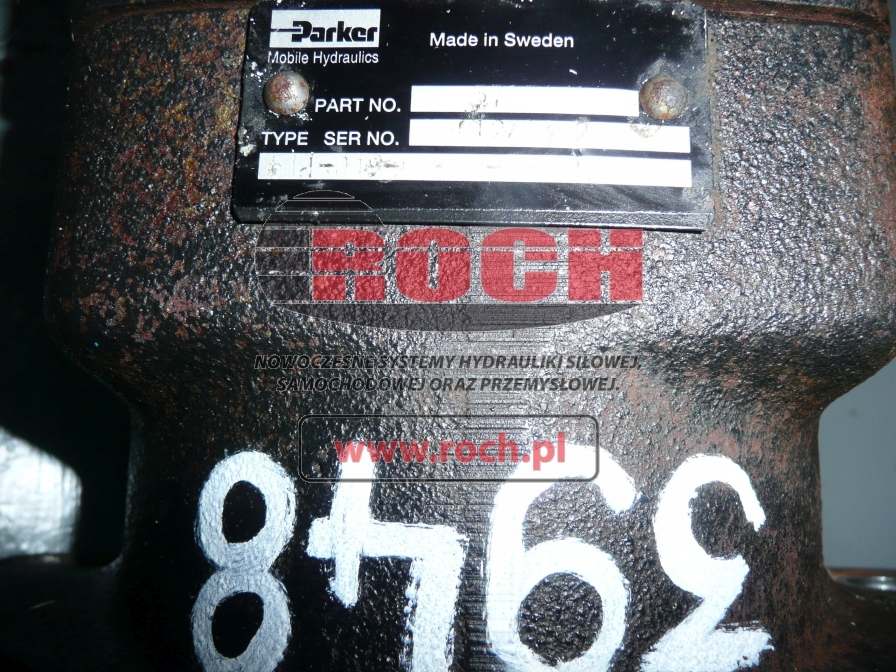 Parker
Mobile Hydraulics
Made in Sweden
PART NO.
TYPE SER NO.
ROCH
NOWOCZESNE SYSTEMY HYDRAULIKI SIŁOWEJ,
SAMOCHODOWEJ ORAZ PRZEMYSŁOWEJ.
www.roch.pl
3948